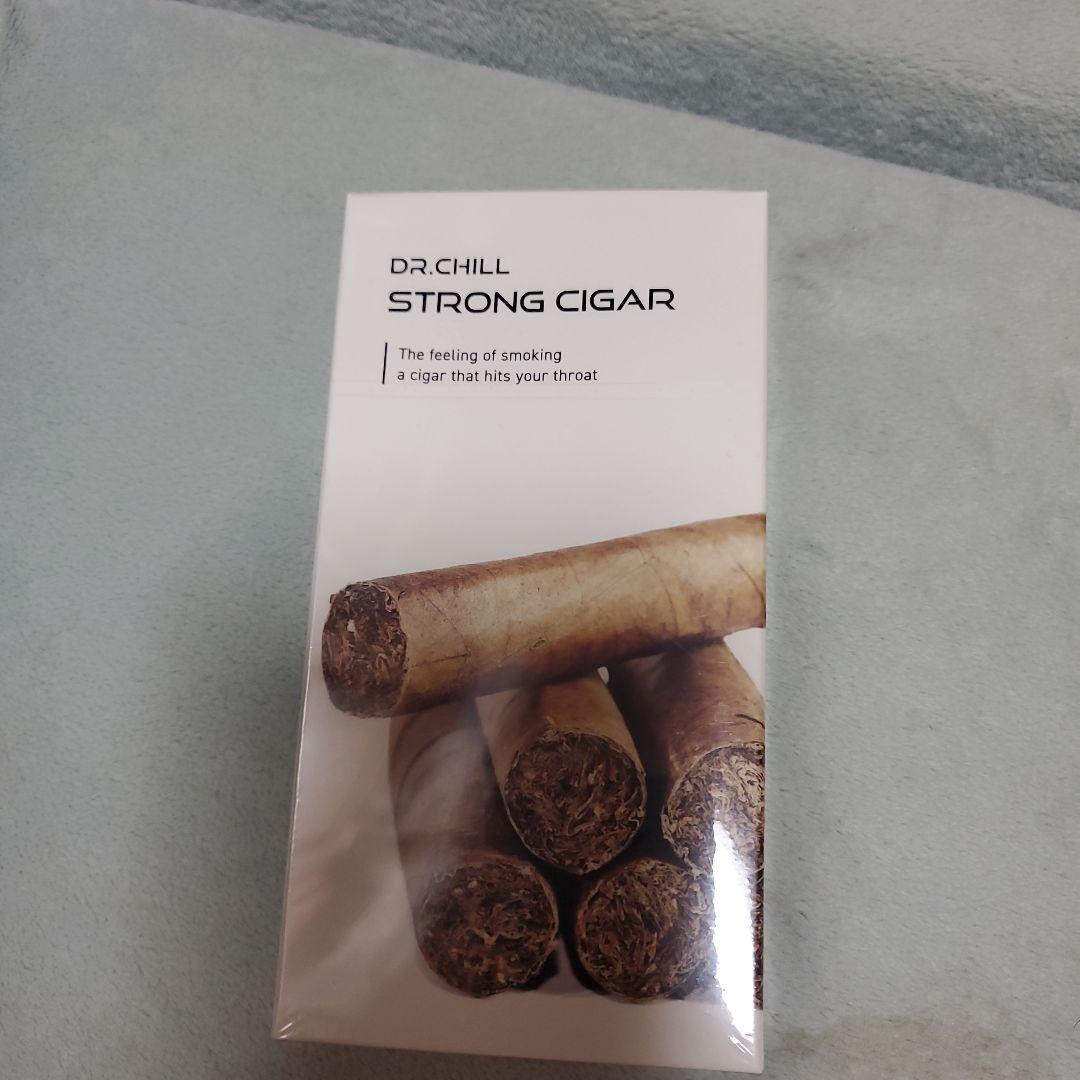 DR.CHILL
STRONG CIGAR
The feeling of smoking
a cigar that hits your throat